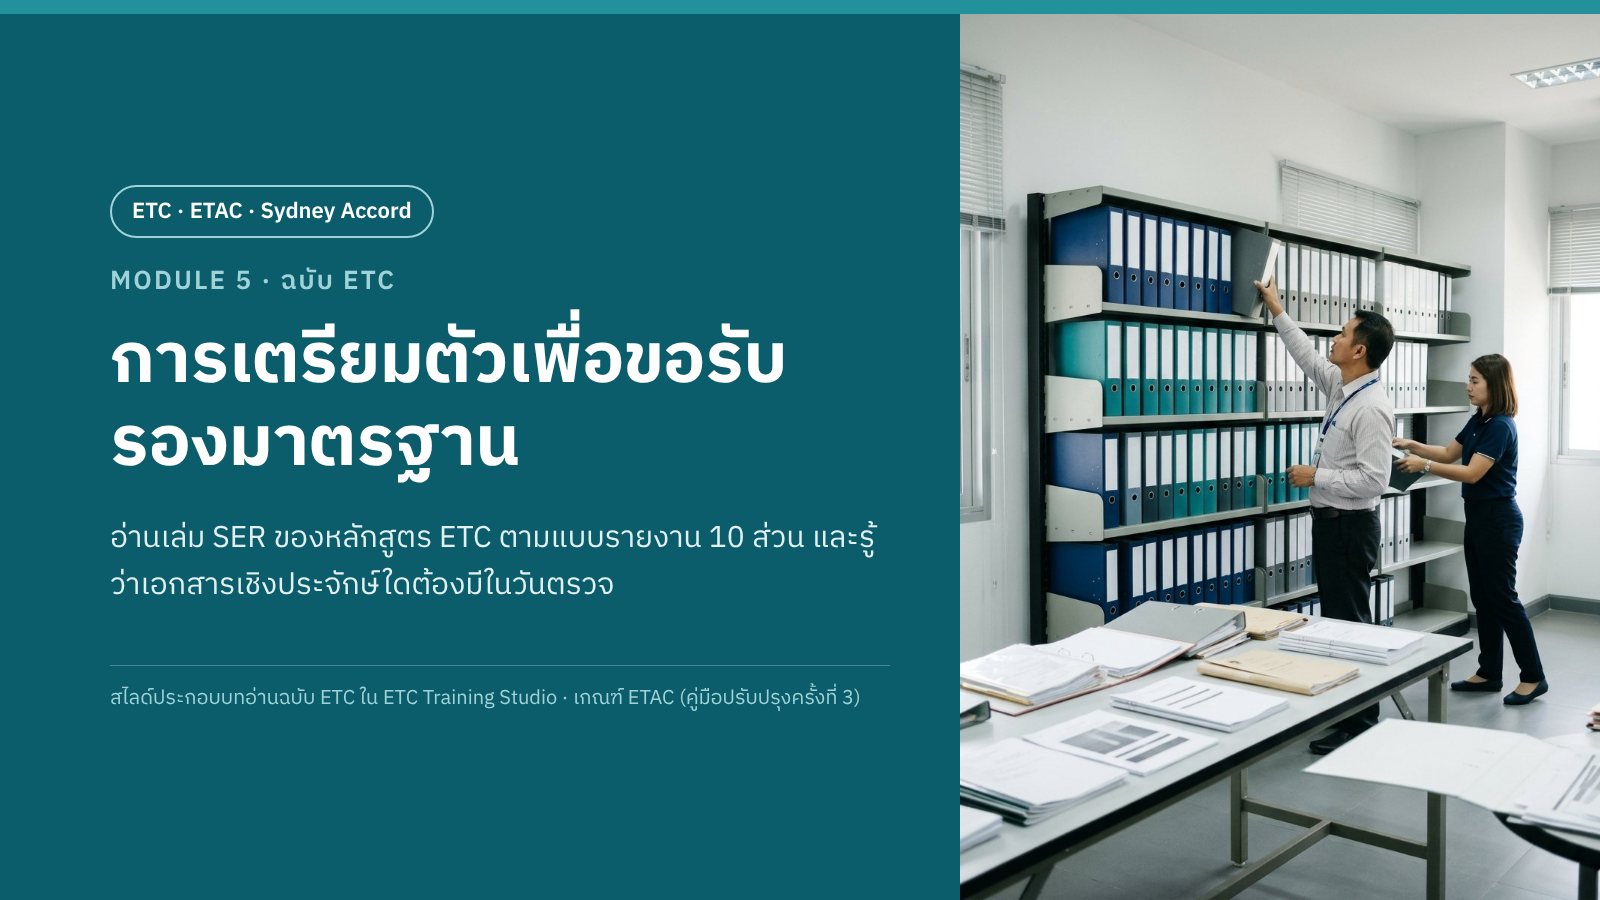 ETC · ETAC · Sydney Accord
MODULE 5 · ฉบับ ETC
การเตรียมตัวเพื่อขอรับ
รองมาตรฐาน
อ่านเล่ม SER ของหลักสูตร ETC ตามแบบรายงาน 10 ส่วน และรู้
ว่าเอกสารเชิงประจักษ์ใดต้องมีในวันตรวจ
สไลด์ประกอบบทอ่านฉบับ ETC ใน ETC Training Studio · เกณฑ์ ETAC (คู่มือปรับปรุงครั้งที่ 3)